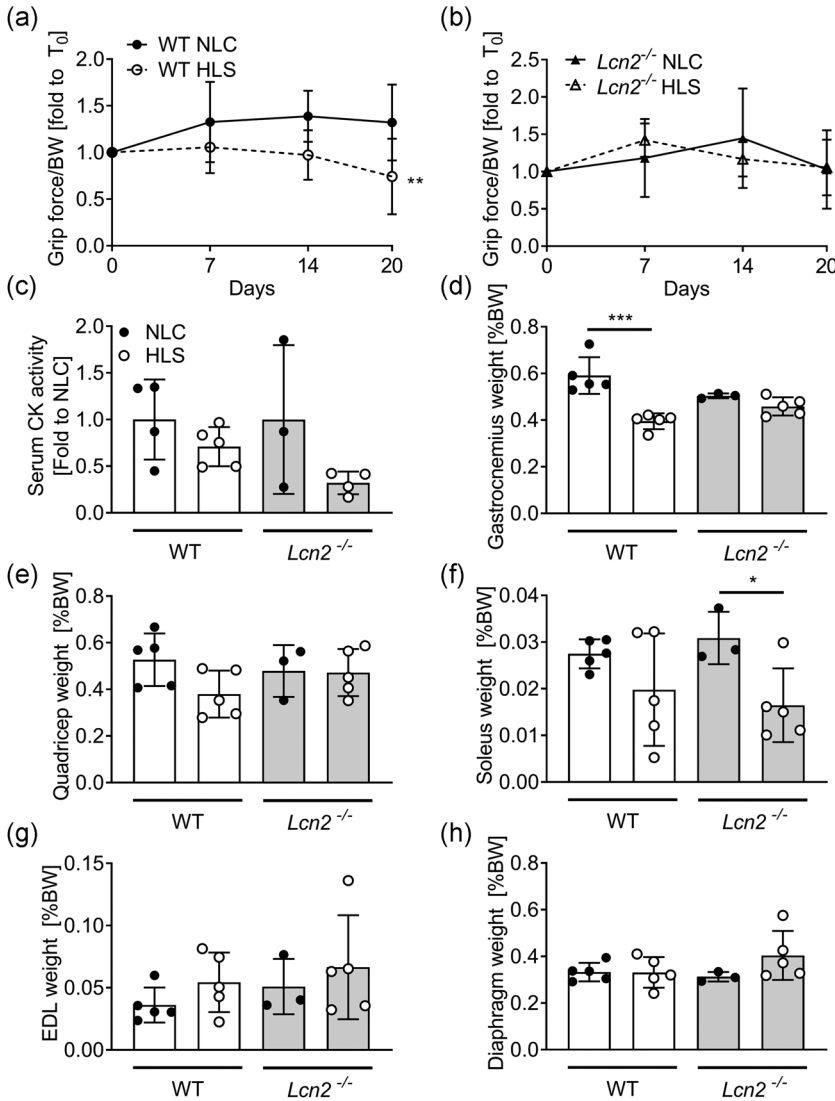 (a)
Grip force/BW [fold to T0]
WT NLC
WT HLS
2.0
1.5
1.0
0.5
0.0
**
0 7 14 20
Days
(b)
Grip force/BW [fold to T0]
Lcn2-/- NLC
Lcn2-/- HLS
2.5
2.0
1.5
1.0
0.5
0.0
0 7 14 20
Days
(c)
Serum CK activity
[Fold to NLC]
NLC
HLS
2.0
1.5
1.0
0.5
0.0
WT Lcn2 -/-
(d)
Gastrocnemius weight [%BW]
0.8
0.6
0.4
0.2
0.0
***
WT Lcn2 -/-
(e)
Quadricep weight [%BW]
0.8
0.6
0.4
0.2
0.0
WT Lcn2 -/-
(f)
Soleus weight [%BW]
0.04
0.03
0.02
0.01
0.00
*
WT Lcn2 -/-
(g)
EDL weight [%BW]
0.15
0.10
0.05
0.00
WT Lcn2 -/-
(h)
Diaphragm weight [%BW]
0.8
0.6
0.4
0.2
0.0
WT Lcn2 -/-